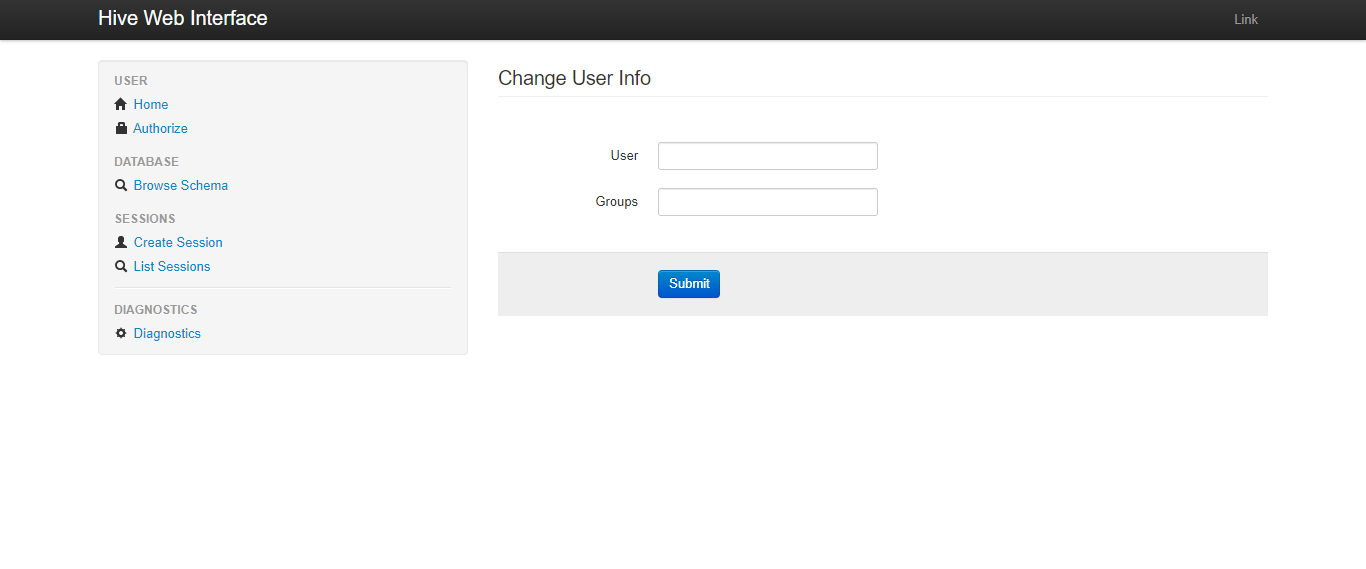 Hive Web Interface
Link
USER
Home
Authorize
DATABASE
Browse Schema
SESSIONS
Create Session
List Sessions
DIAGNOSTICS
Diagnostics
Change User Info
User
Groups
Submit